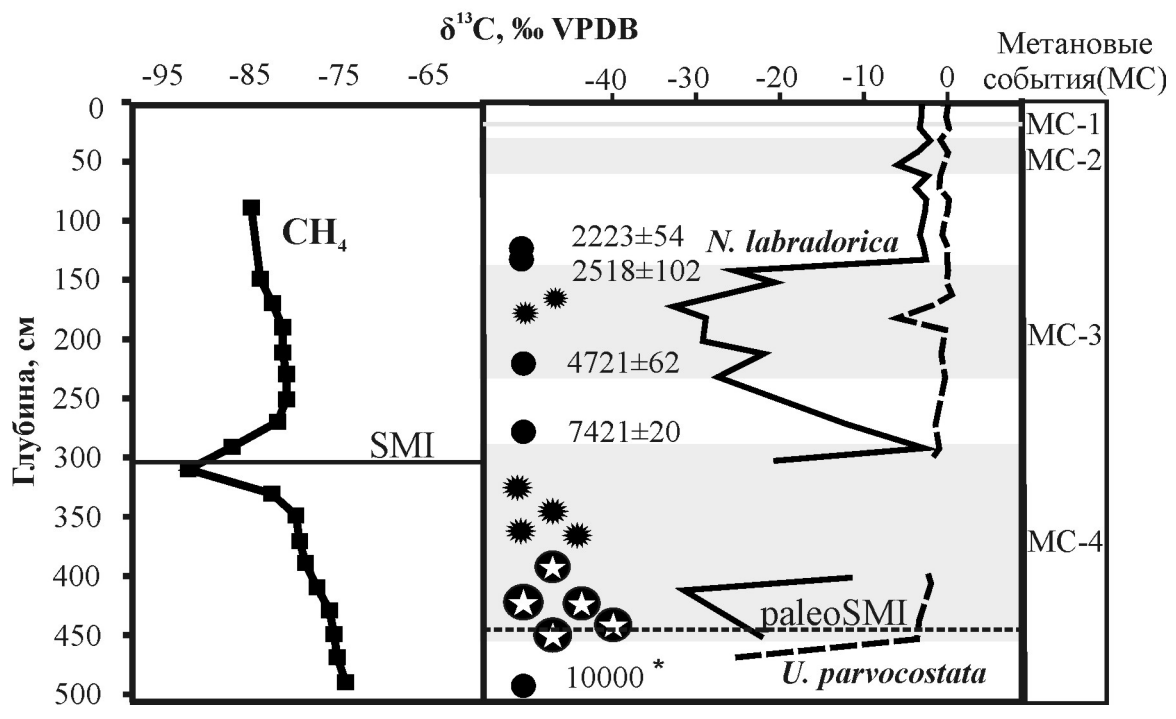 δ¹³C, ‰ VPDB
Метановые
события(МС)
-95 -85 -75 -65
-40 -30 -20 -10 0
Глубина, см
0
50
100
150
200
250
300
350
400
450
500
CH₄
SMI
2223±54
2518±102
N. labradorica
4721±62
7421±20
paleoSMI
10000 *
U. parvocostata
МС-1
МС-2
МС-3
МС-4